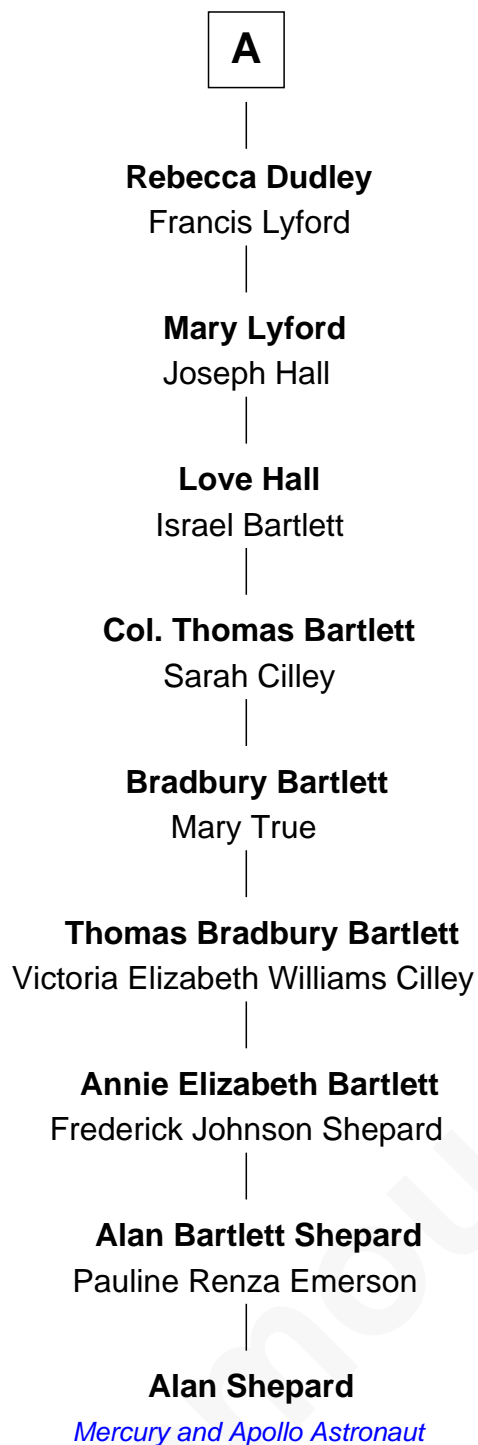 A
Rebecca Dudley
Francis Lyford
Mary Lyford
Joseph Hall
Love Hall
Israel Bartlett
Col. Thomas Bartlett
Sarah Cilley
Bradbury Bartlett
Mary True
Thomas Bradbury Bartlett
Victoria Elizabeth Williams Cilley
Annie Elizabeth Bartlett
Frederick Johnson Shepard
Alan Bartlett Shepard
Pauline Renza Emerson
Alan Shepard
Mercury and Apollo Astronaut